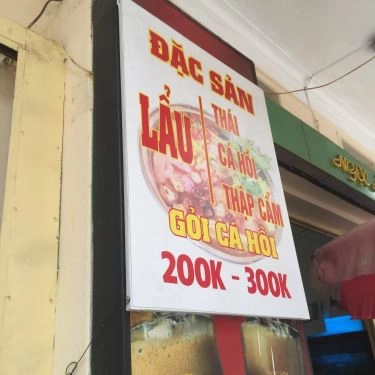 ĐẶC SẢN
LẨU
THÁI
CÁ HỒI
THẬP CẨM
GỎI CÁ HỒI
200K - 300K